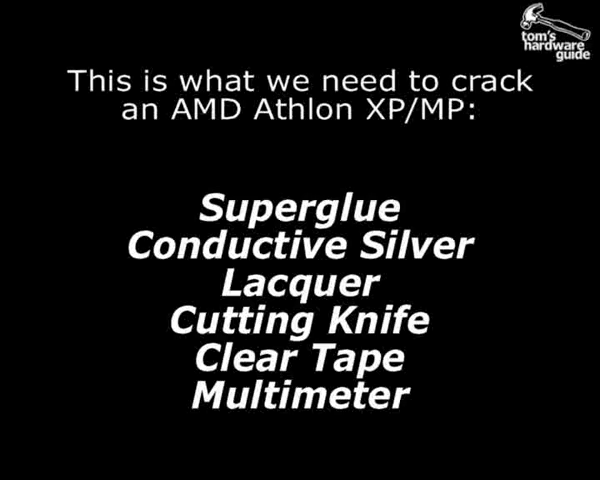 tom's
hardware
guide
This is what we need to crack
an AMD Athlon XP/MP:
Superglue
Conductive Silver
Lacquer
Cutting Knife
Clear Tape
Multimeter